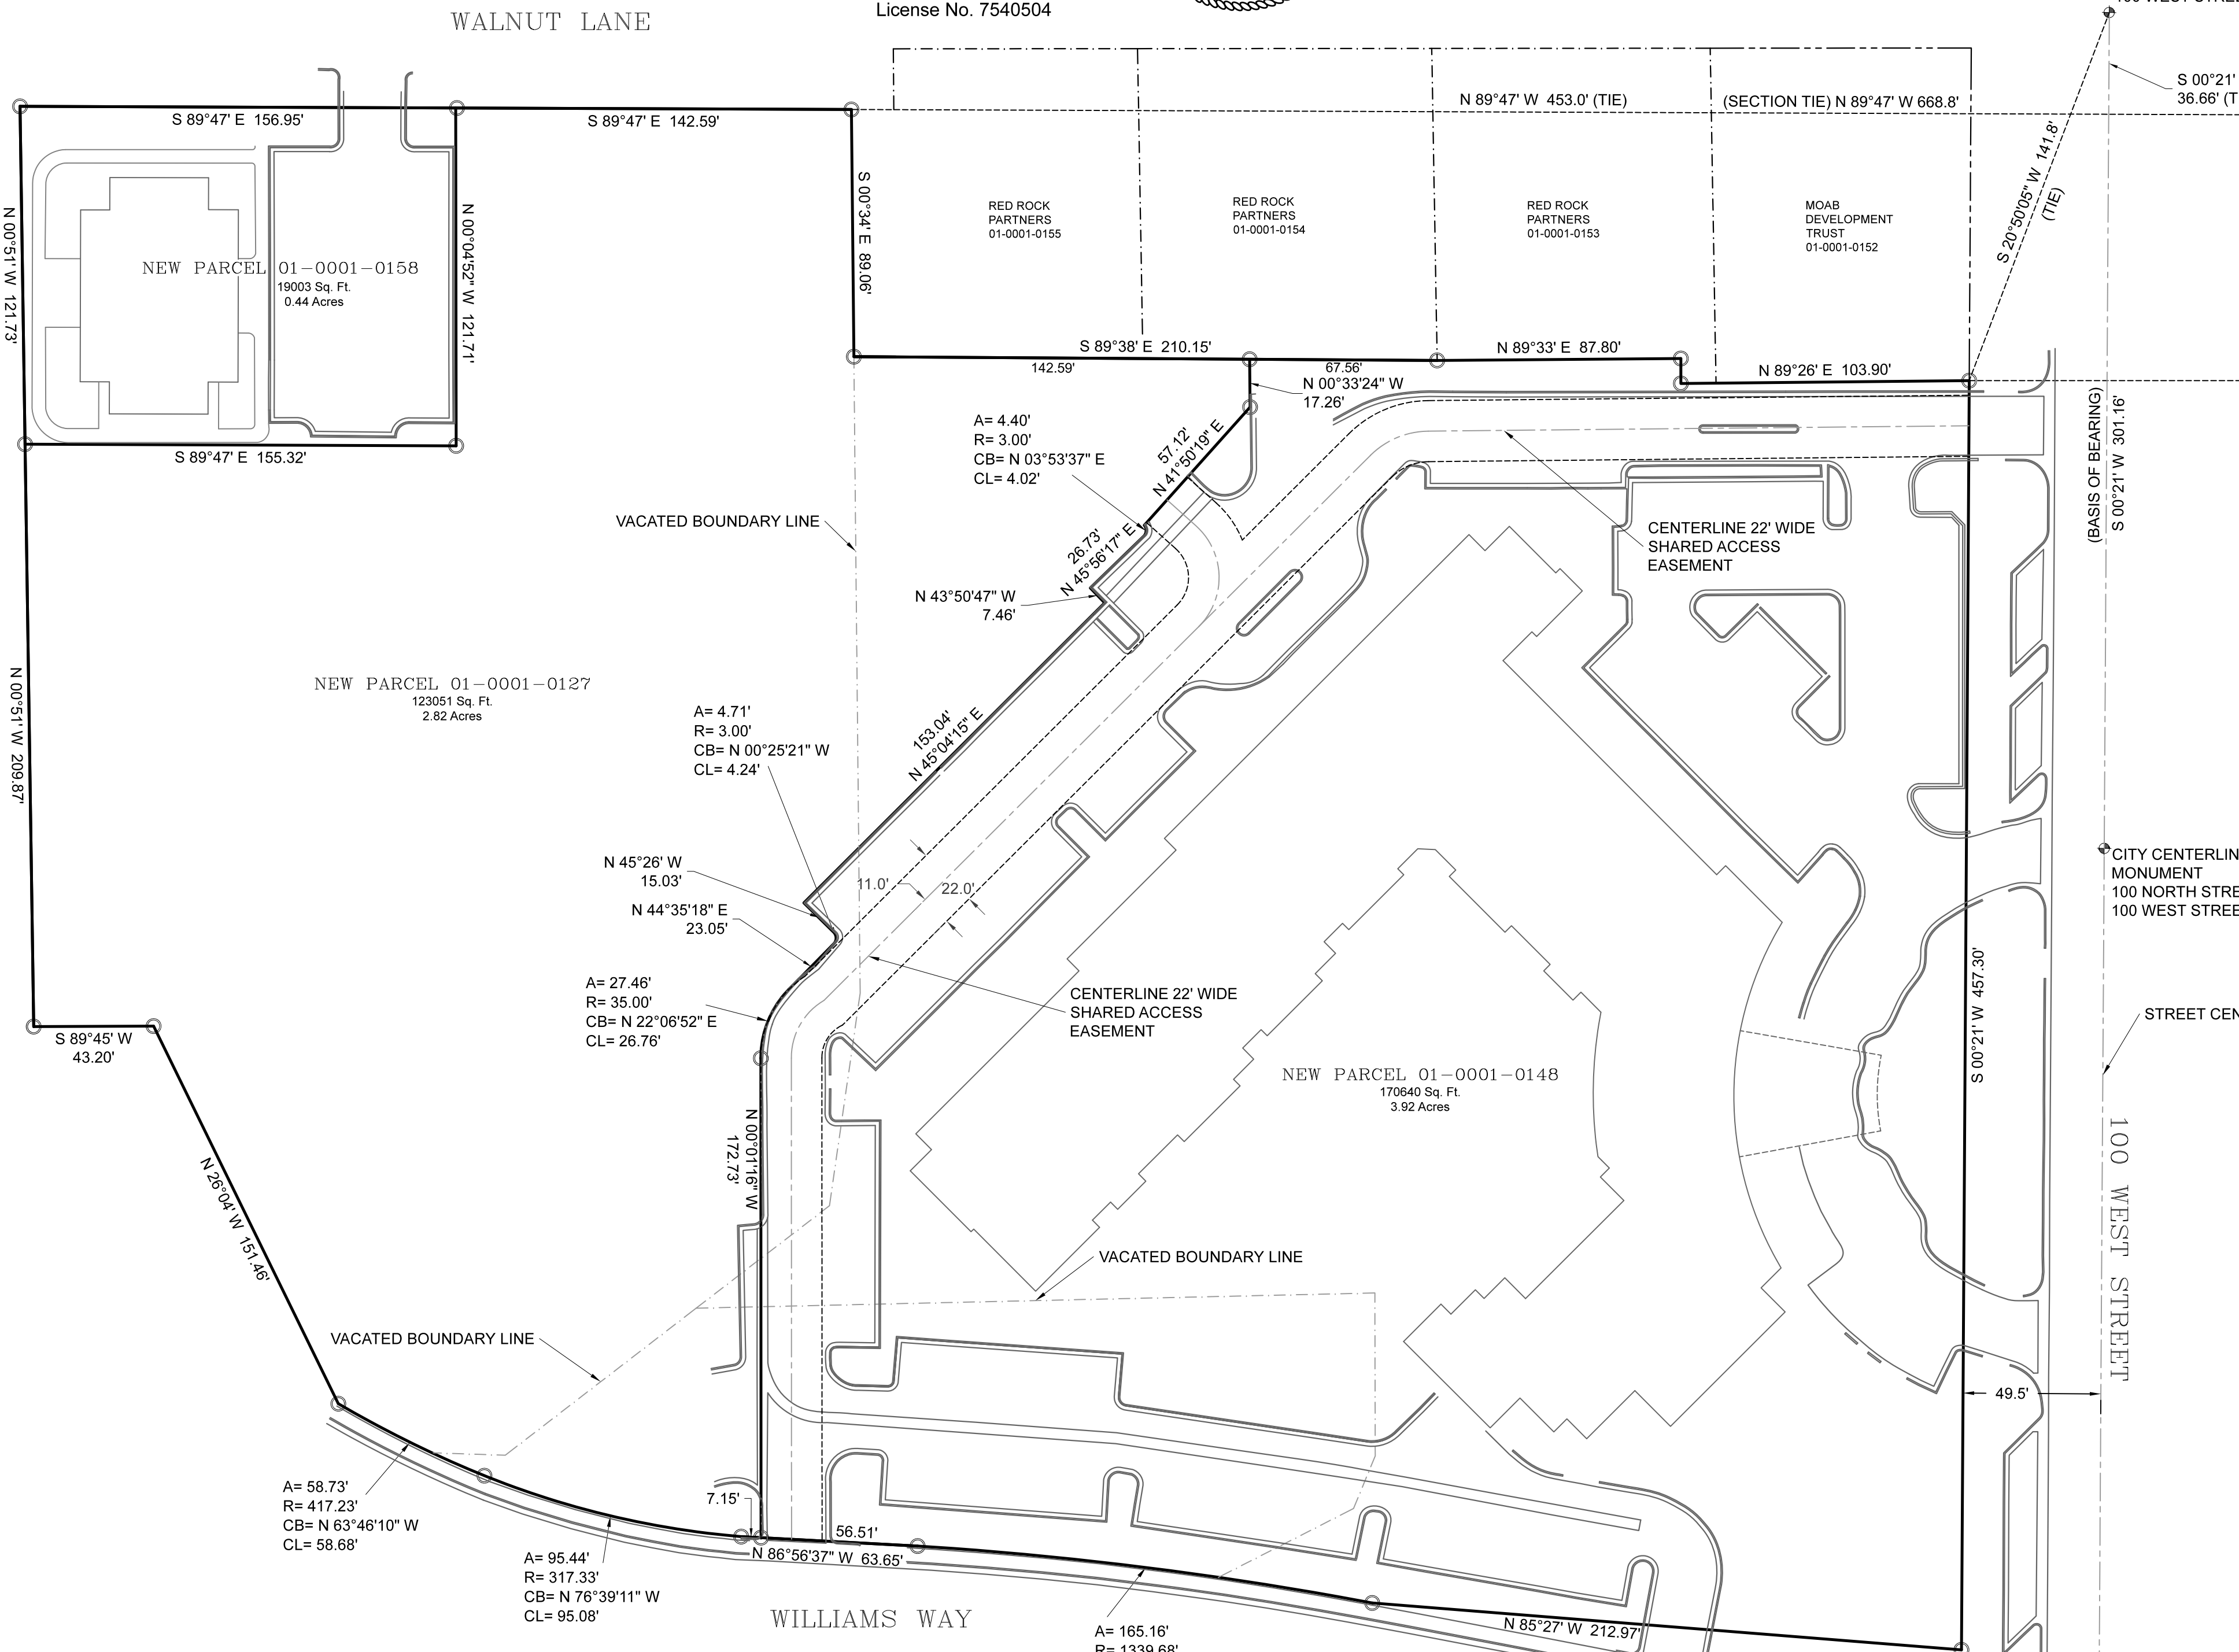 WALNUT LANE
License No. 7540504
S 00°21'
36.66'
N 89°47' W 453.0' (TIE)
(SECTION TIE) N 89°47' W 668.8'
S 89°47' E 156.95'
S 89°47' E 142.59'
S 20°50'05" W 141.8'
(TIE)
N 00°51' W 121.73'
NEW PARCEL 01-0001-0158
19003 Sq. Ft.
0.44 Acres
N 00°04'52" W 121.71'
S 00°34' E 89.06'
RED ROCK
PARTNERS
01-0001-0155
RED ROCK
PARTNERS
01-0001-0154
RED ROCK
PARTNERS
01-0001-0153
MOAB
DEVELOPMENT
TRUST
01-0001-0152
S 89°47' E 155.32'
S 89°38' E 210.15'
142.59'
67.56'
N 89°33' E 87.80'
N 89°26' E 103.90'
N 00°33'24" W
17.26'
(BASIS OF BEARING)
S 00°21' W 301.16'
A= 4.40'
R= 3.00'
CB= N 03°53'37" E
CL= 4.02'
57.12'
N 41°50'19" E
26.73'
N 45°56'17" E
VACATED BOUNDARY LINE
CENTERLINE 22' WIDE
SHARED ACCESS
EASEMENT
N 43°50'47" W
7.46'
NEW PARCEL 01-0001-0127
123051 Sq. Ft.
2.82 Acres
N 00°51' W 209.87'
A= 4.71'
R= 3.00'
CB= N 00°25'21" W
CL= 4.24'
153.04'
N 45°04'15" E
N 45°26' W
15.03'
11.0'
22.0'
N 44°35'18" E
23.05'
CITY CENTERLIN
MONUMENT
100 NORTH STRE
100 WEST STREE
A= 27.46'
R= 35.00'
CB= N 22°06'52" E
CL= 26.76'
CENTERLINE 22' WIDE
SHARED ACCESS
EASEMENT
S 00°21' W 457.30'
STREET CEN
S 89°45' W
43.20'
NEW PARCEL 01-0001-0148
170640 Sq. Ft.
3.92 Acres
N 00°01'16" W
172.73'
N 26°04' W 151.46'
100 WEST STREET
VACATED BOUNDARY LINE
VACATED BOUNDARY LINE
49.5'
A= 58.73'
R= 417.23'
CB= N 63°46'10" W
CL= 58.68'
7.15'
56.51'
N 86°56'37" W 63.65'
A= 95.44'
R= 317.33'
CB= N 76°39'11" W
CL= 95.08'
WILLIAMS WAY
A= 165.16'
R= 1339.68'
N 85°27' W 212.97'